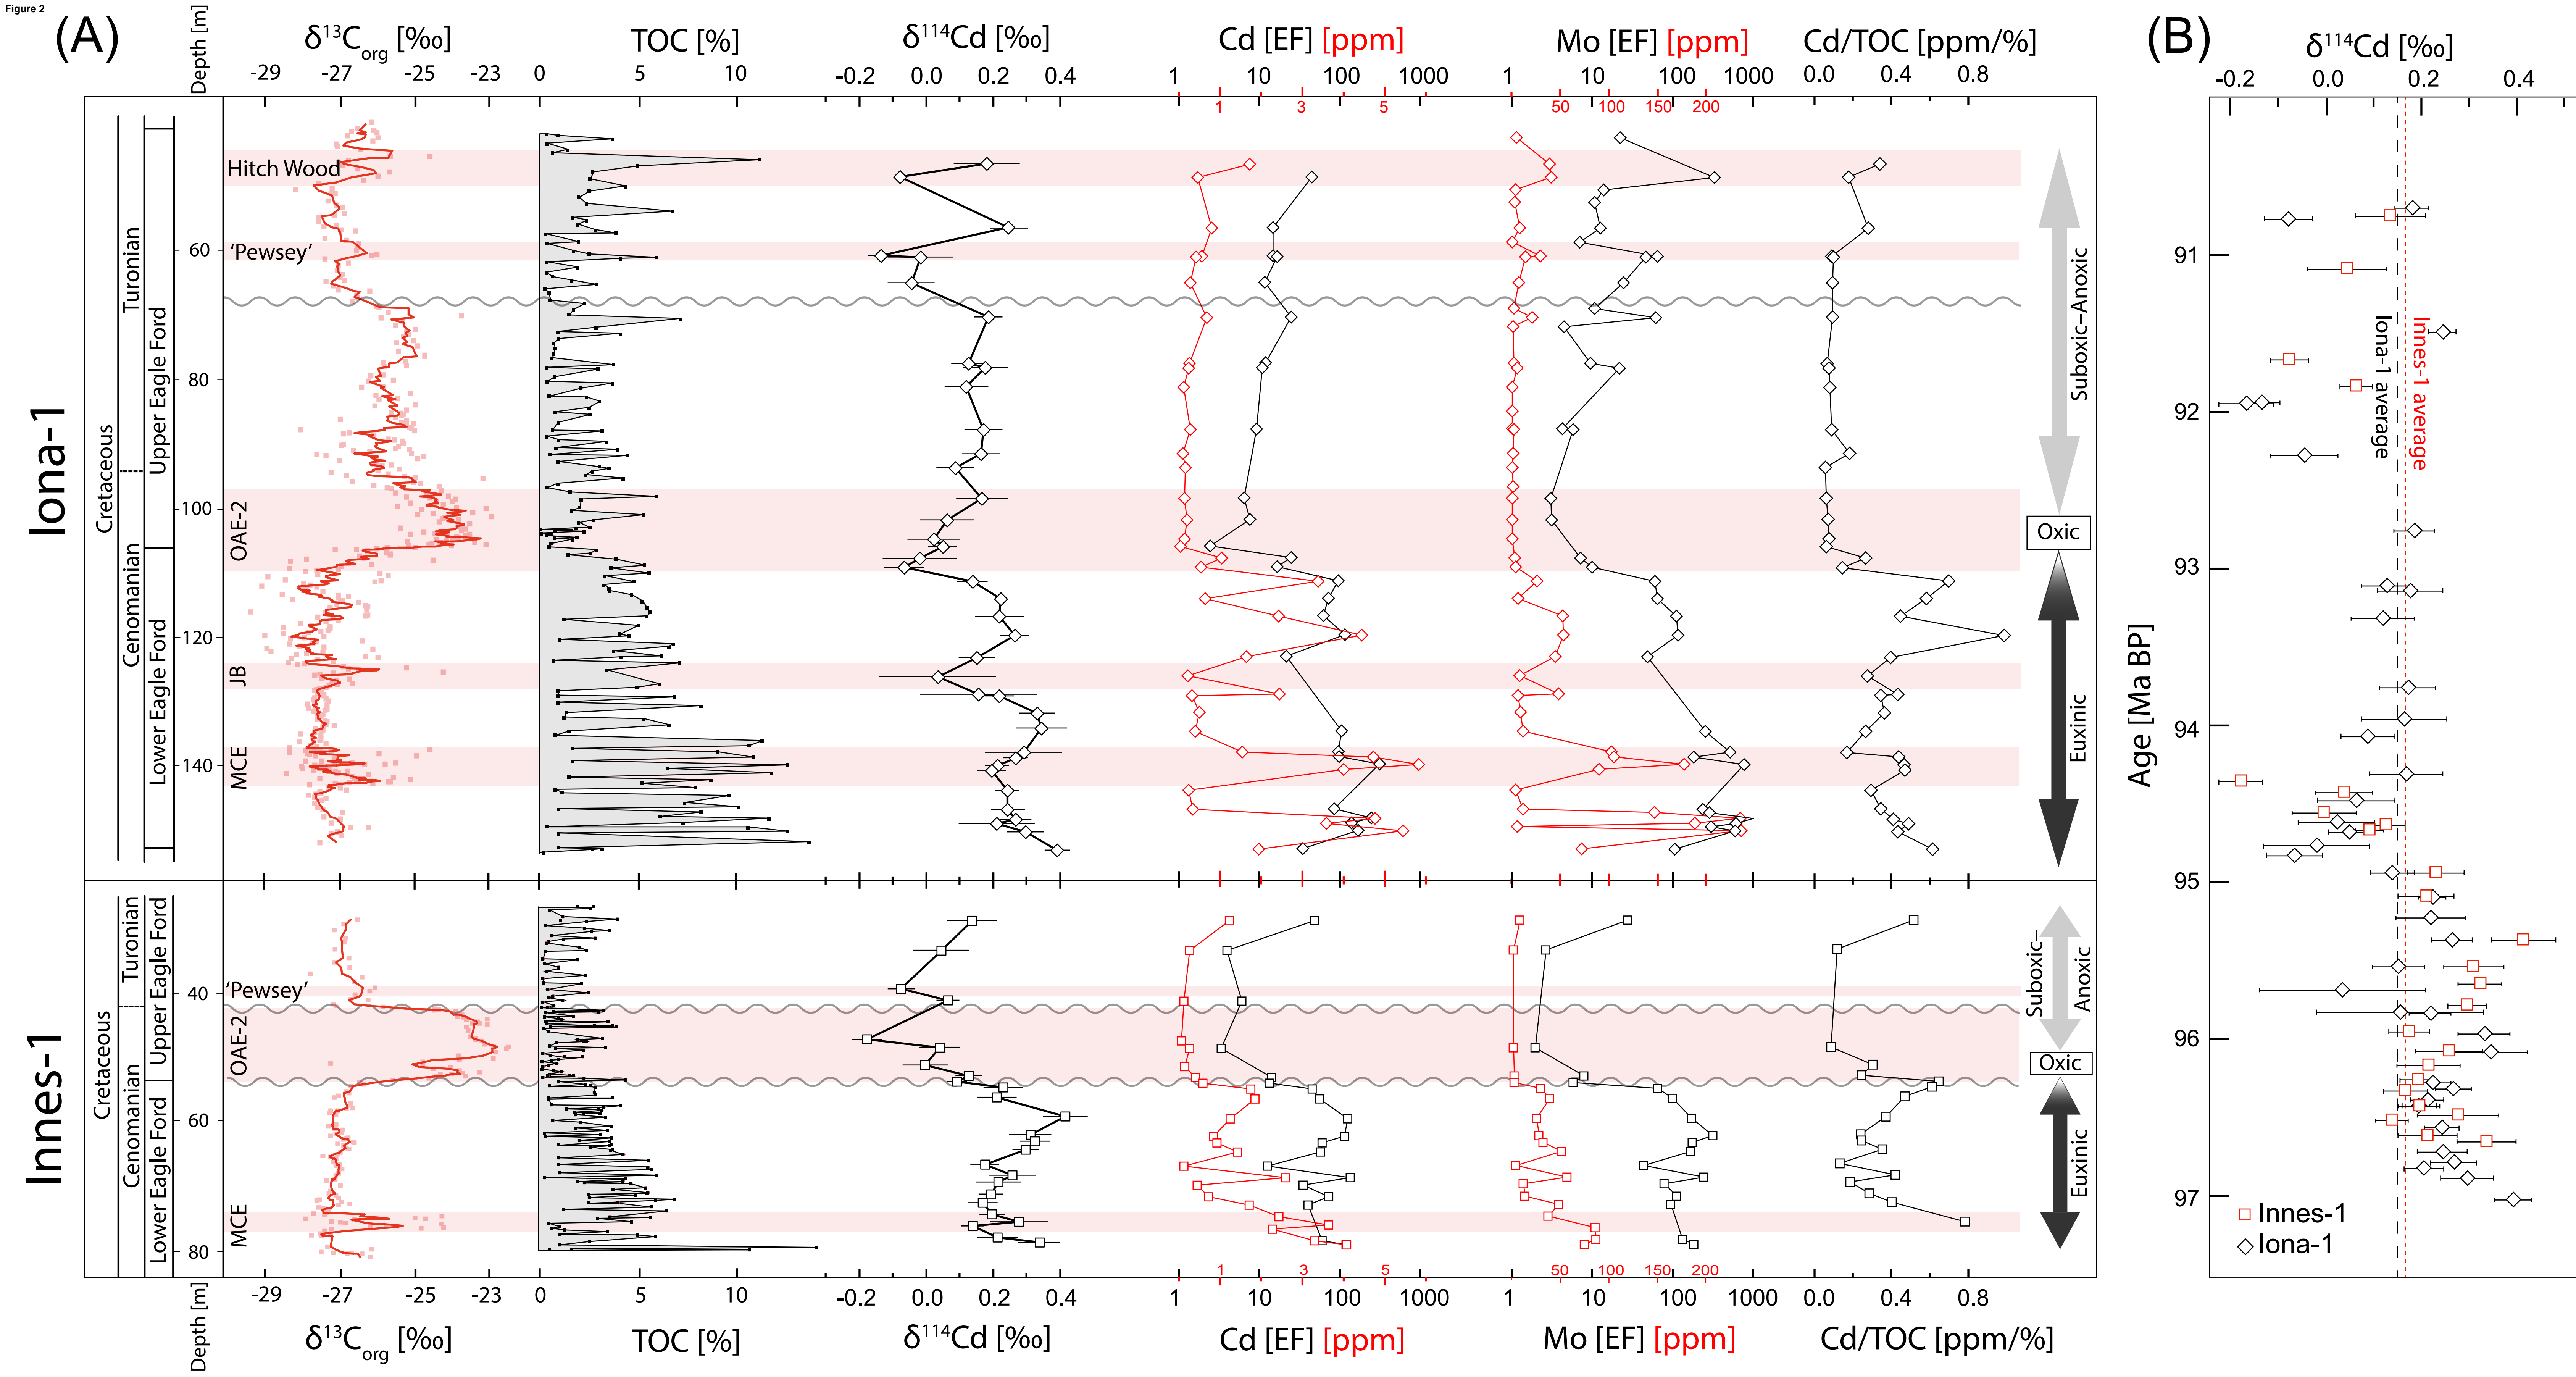 Figure 2
(A)
Depth [m]
δ¹³Corg [‰]
TOC [%]
δ¹¹⁴Cd [‰]
Cd [EF] [ppm]
Mo [EF] [ppm]
Cd/TOC [ppm/%]
-29 -27 -25 -23
0 5 10
-0.2 0.0 0.2 0.4
1 10 100 1000
1 10 100 1000
0.0 0.4 0.8
1 3 5
50 100 150 200
Iona-1
Cretaceous
Turonian
Cenomanian
Upper Eagle Ford
Lower Eagle Ford
60
80
100
120
140
Hitch Wood
'Pewsey'
OAE-2
JB
MCE
Suboxic–Anoxic
Oxic
Euxinic
Innes-1
Cretaceous
Turonian
Cenomanian
Upper Eagle Ford
Lower Eagle Ford
40
60
80
'Pewsey'
OAE-2
MCE
Suboxic–
Anoxic
Oxic
Euxinic
1 3 5
50 100 150 200
-29 -27 -25 -23
0 5 10
-0.2 0.0 0.2 0.4
1 10 100 1000
1 10 100 1000
0.0 0.4 0.8
Depth [m]
δ¹³Corg [‰]
TOC [%]
δ¹¹⁴Cd [‰]
Cd [EF] [ppm]
Mo [EF] [ppm]
Cd/TOC [ppm/%]
(B)
δ¹¹⁴Cd [‰]
-0.2 0.0 0.2 0.4
Age [Ma BP]
91
92
93
94
95
96
97
Iona-1 average
Innes-1 average
Innes-1
Iona-1